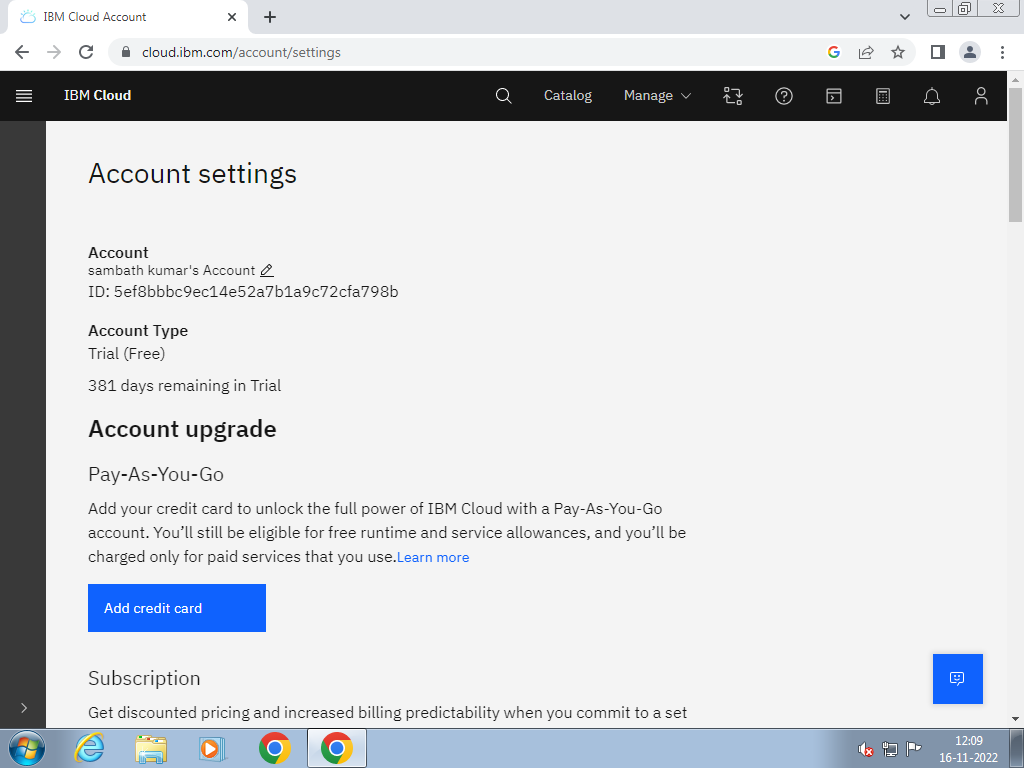 IBM Cloud Account
cloud.ibm.com/account/settings
IBM Cloud
Catalog
Manage
Account settings
Account
sambath kumar's Account
ID: 5ef8bbbc9ec14e52a7b1a9c72cfa798b
Account Type
Trial (Free)
381 days remaining in Trial
Account upgrade
Pay-As-You-Go
Add your credit card to unlock the full power of IBM Cloud with a Pay-As-You-Go
account. You’ll still be eligible for free runtime and service allowances, and you’ll be
charged only for paid services that you use.Learn more
Add credit card
Subscription
Get discounted pricing and increased billing predictability when you commit to a set
12:09
16-11-2022